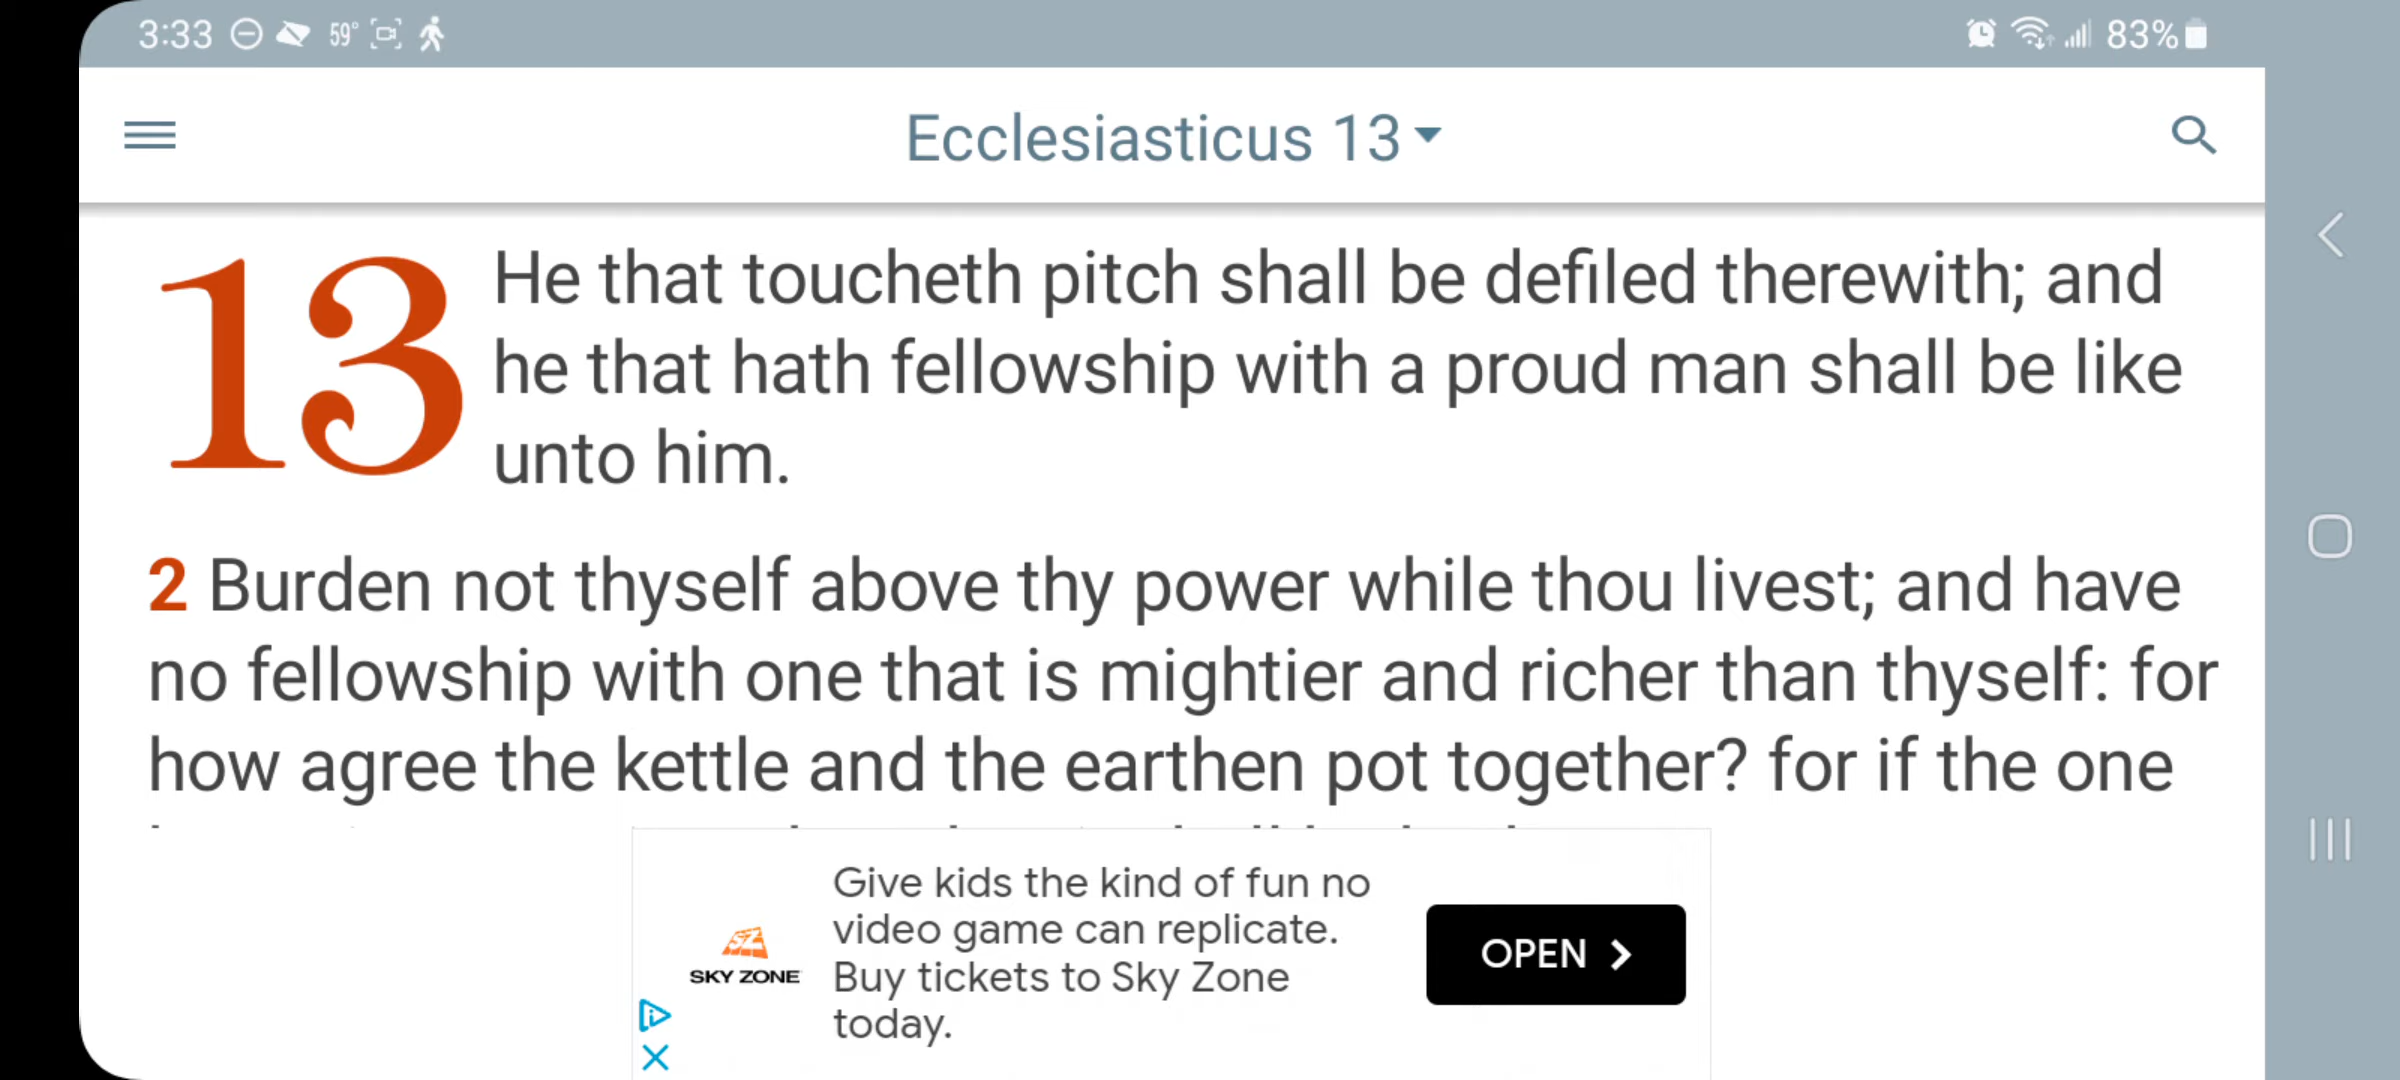 3:33 59° 83%
Ecclesiasticus 13
13 He that toucheth pitch shall be defiled therewith; and
he that hath fellowship with a proud man shall be like
unto him.
2 Burden not thyself above thy power while thou livest; and have
no fellowship with one that is mightier and richer than thyself: for
how agree the kettle and the earthen pot together? for if the one
Give kids the kind of fun no
video game can replicate.
Buy tickets to Sky Zone
today.
SZ
SKY ZONE
OPEN